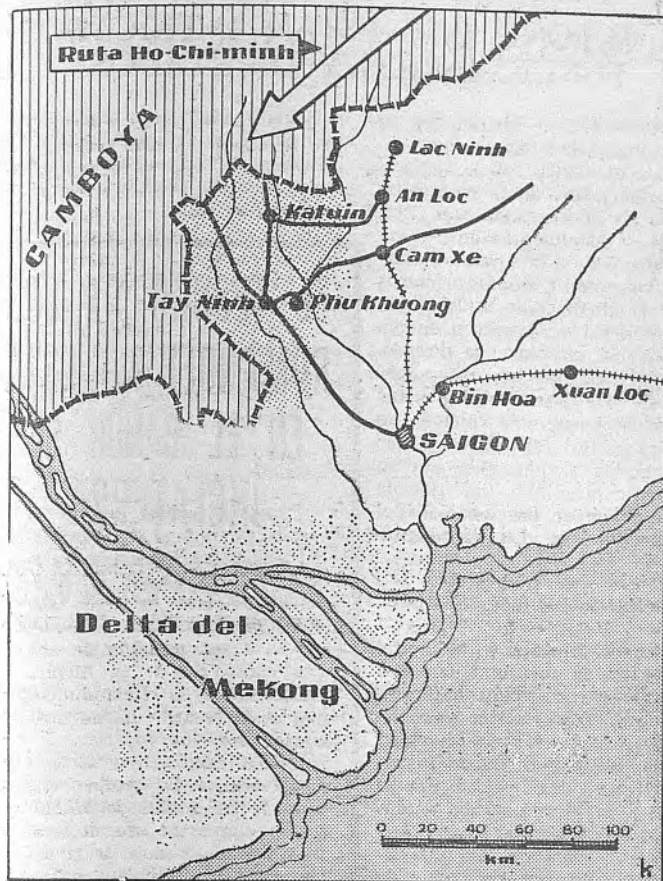 Ruta Ho-Chi-minh
CAMBOYA
Lac Ninh
An Loc
Katuin
Cam Xe
Tay Ninh
Phu Khuong
Bin Hoa
Xuan Loc
SAIGON
Delta del
Mekong
0 20 40 60 80 100
km.
k